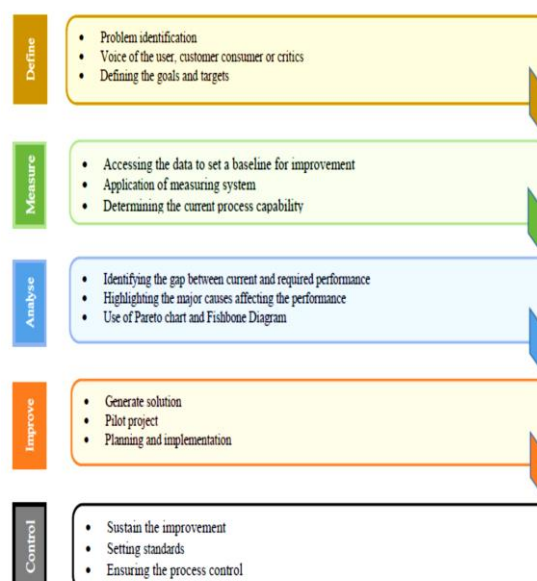 Define
• Problem identification
• Voice of the user, customer consumer or critics
• Defining the goals and targets
Measure
• Accessing the data to set a baseline for improvement
• Application of measuring system
• Determining the current process capability
Analyse
• Identifying the gap between current and required performance
• Highlighting the major causes affecting the performance
• Use of Pareto chart and Fishbone Diagram
Improve
• Generate solution
• Pilot project
• Planning and implementation
Control
• Sustain the improvement
• Setting standards
• Ensuring the process control